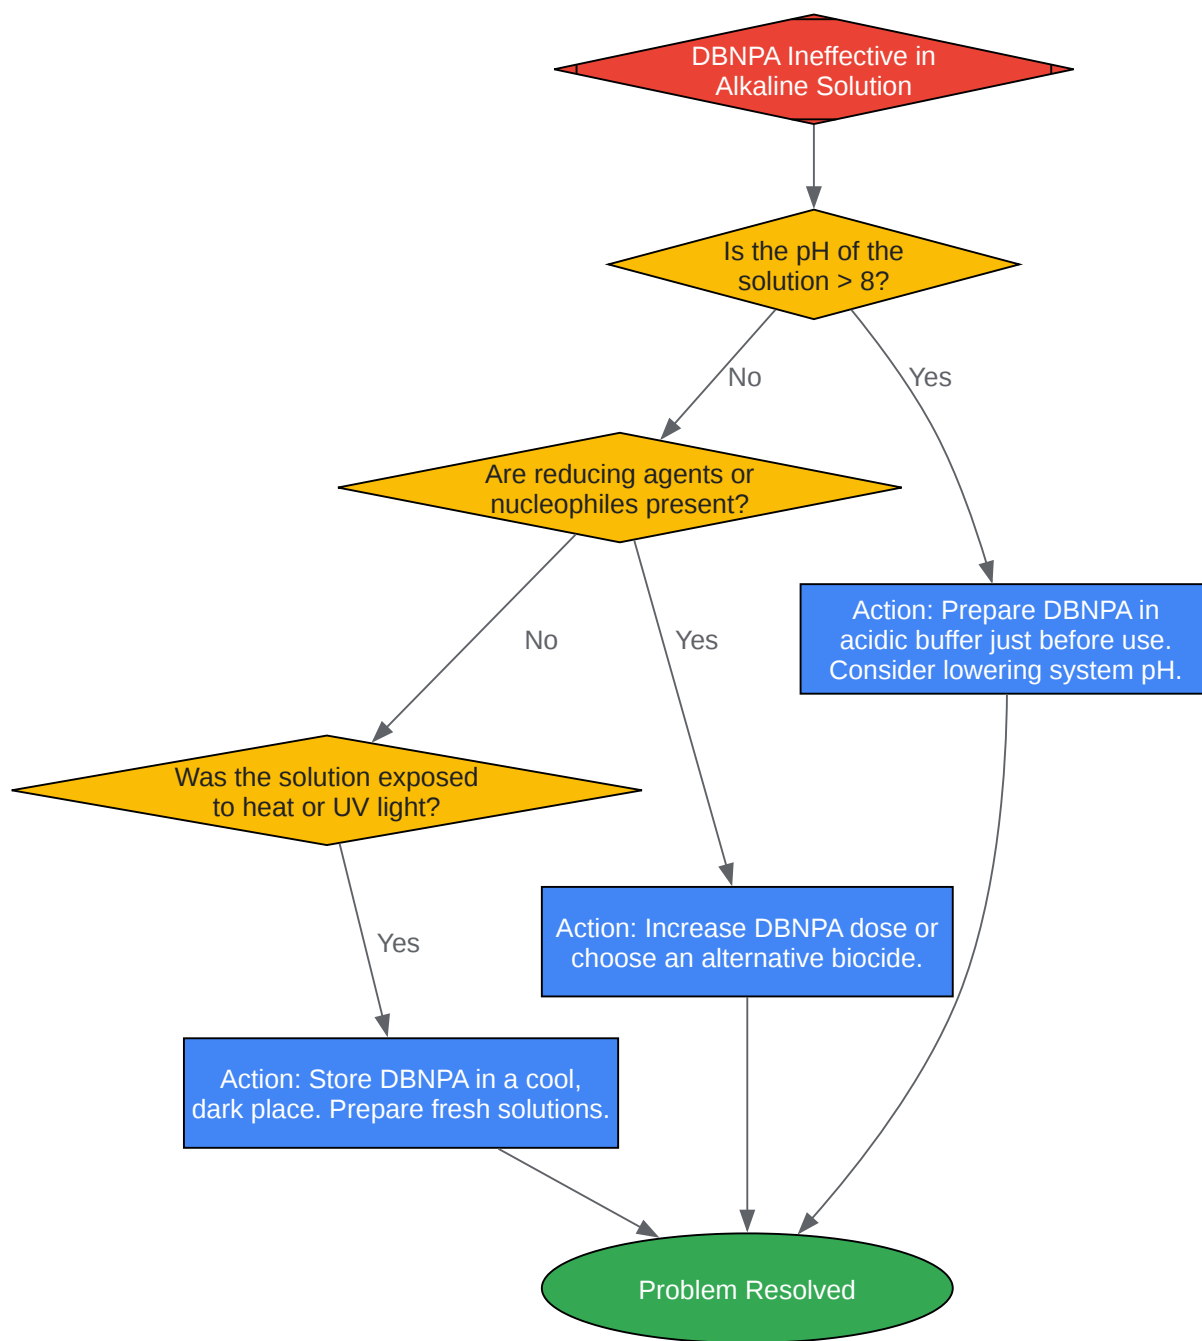 DBNPA Ineffective in
Alkaline Solution
Is the pH of the
solution > 8?
No
Yes
Are reducing agents or
nucleophiles present?
Action: Prepare DBNPA in
acidic buffer just before use.
Consider lowering system pH.
No
Yes
Was the solution exposed
to heat or UV light?
Action: Increase DBNPA dose or
choose an alternative biocide.
Yes
Action: Store DBNPA in a cool,
dark place. Prepare fresh solutions.
Problem Resolved